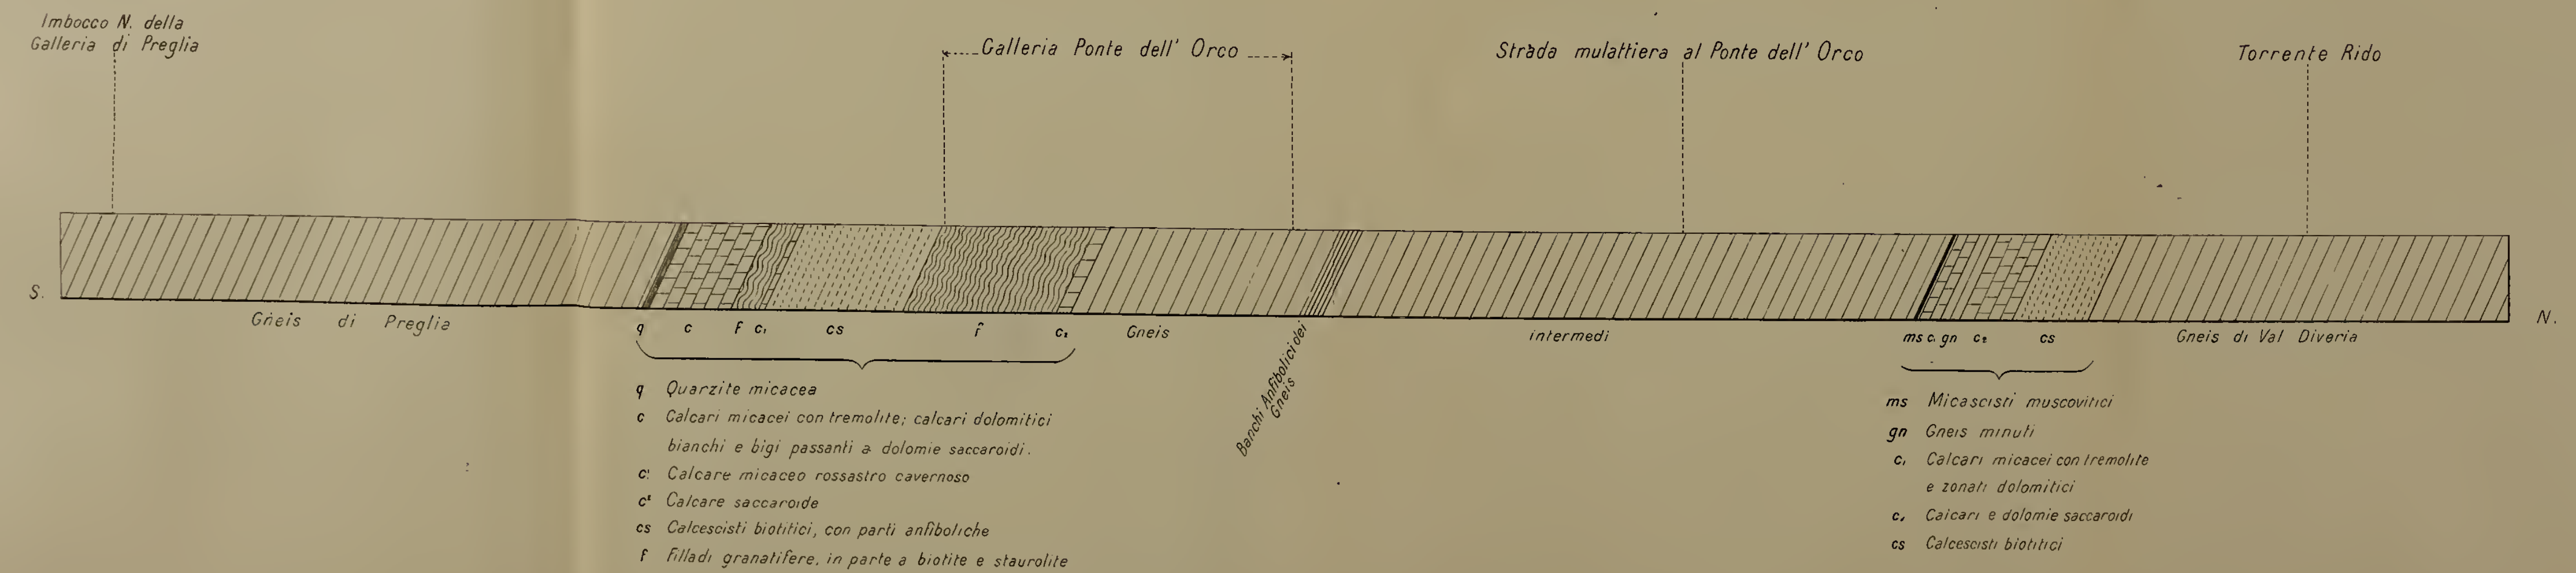 Imbocco N. della
Galleria di Preglia
Galleria Ponte dell' Orco
Strada mulattiera al Ponte dell' Orco
Torrente Rido
S.
N.
Gneis di Preglia
q c f c₁ cs f c₂
Gneis
Banchi Anfibolici dei
Gneis
intermedi
ms c₁ gn c₂ cs
Gneis di Val Diveria
q Quarzite micacea
c Calcari micacei con tremolite; calcari dolomitici
bianchi e bigi passanti a dolomie saccaroidi.
c¹ Calcare micaceo rossastro cavernoso
c² Calcare saccaroide
cs Calcescisti biotitici, con parti anfiboliche
f Filladi granatifere, in parte a biotite e staurolite
ms Micascisti muscovitici
gn Gneis minuti
c₁ Calcari micacei con tremolite
e zonati dolomitici
c₂ Calcari e dolomie saccaroidi
cs Calcescisti biotitici